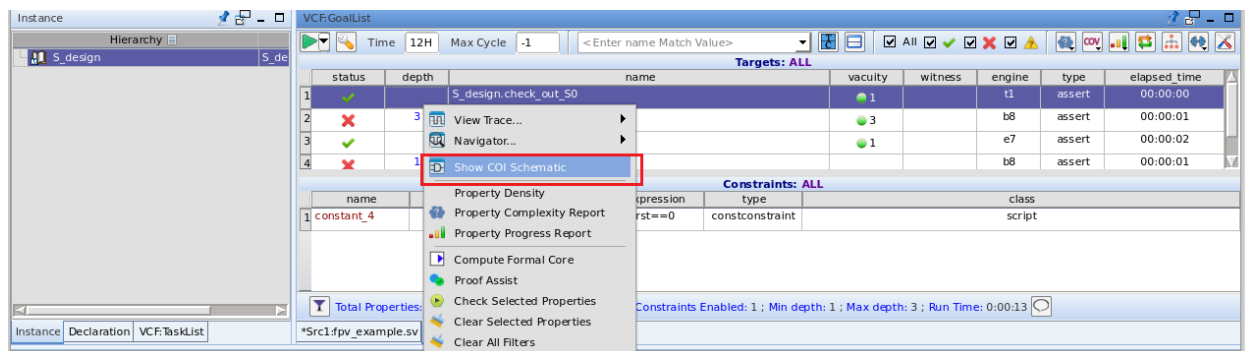 Instance
VCF:GoalList
Hierarchy
S_design
S_de
Time 12H Max Cycle -1 <Enter name Match Value> All
Targets: ALL
status depth name vacuity witness engine type elapsed_time
1 S_design.check_out_S0 1 t1 assert 00:00:00
2 3 3 b8 assert 00:00:01
3 1 e7 assert 00:00:02
4 1 b8 assert 00:00:01
View Trace...
Navigator...
Show COI Schematic
Property Density
Property Complexity Report
Property Progress Report
Compute Formal Core
Proof Assist
Check Selected Properties
Clear Selected Properties
Clear All Filters
Constraints: ALL
name xpression type class
1 constant_4 rst==0 constconstraint script
Total Properties: Constraints Enabled: 1 ; Min depth: 1 ; Max depth: 3 ; Run Time: 0:00:13
Instance Declaration VCF:TaskList
*Src1:fpv_example.sv